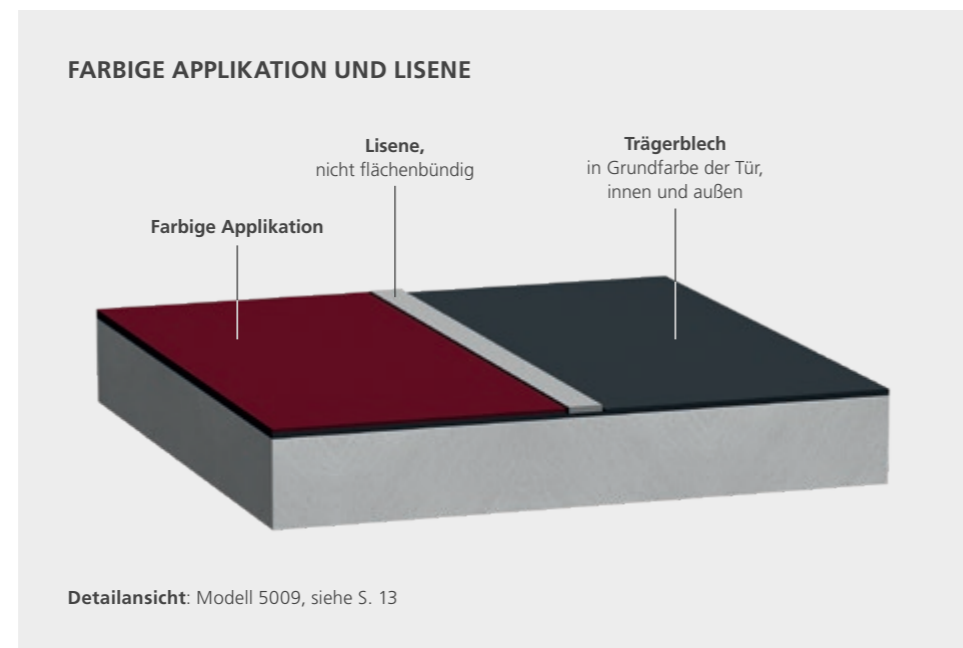 FARBIGE APPLIKATION UND LISENE
Lisene,
nicht flächenbündig
Trägerblech
in Grundfarbe der Tür,
innen und außen
Farbige Applikation
Detailansicht: Modell 5009, siehe S. 13